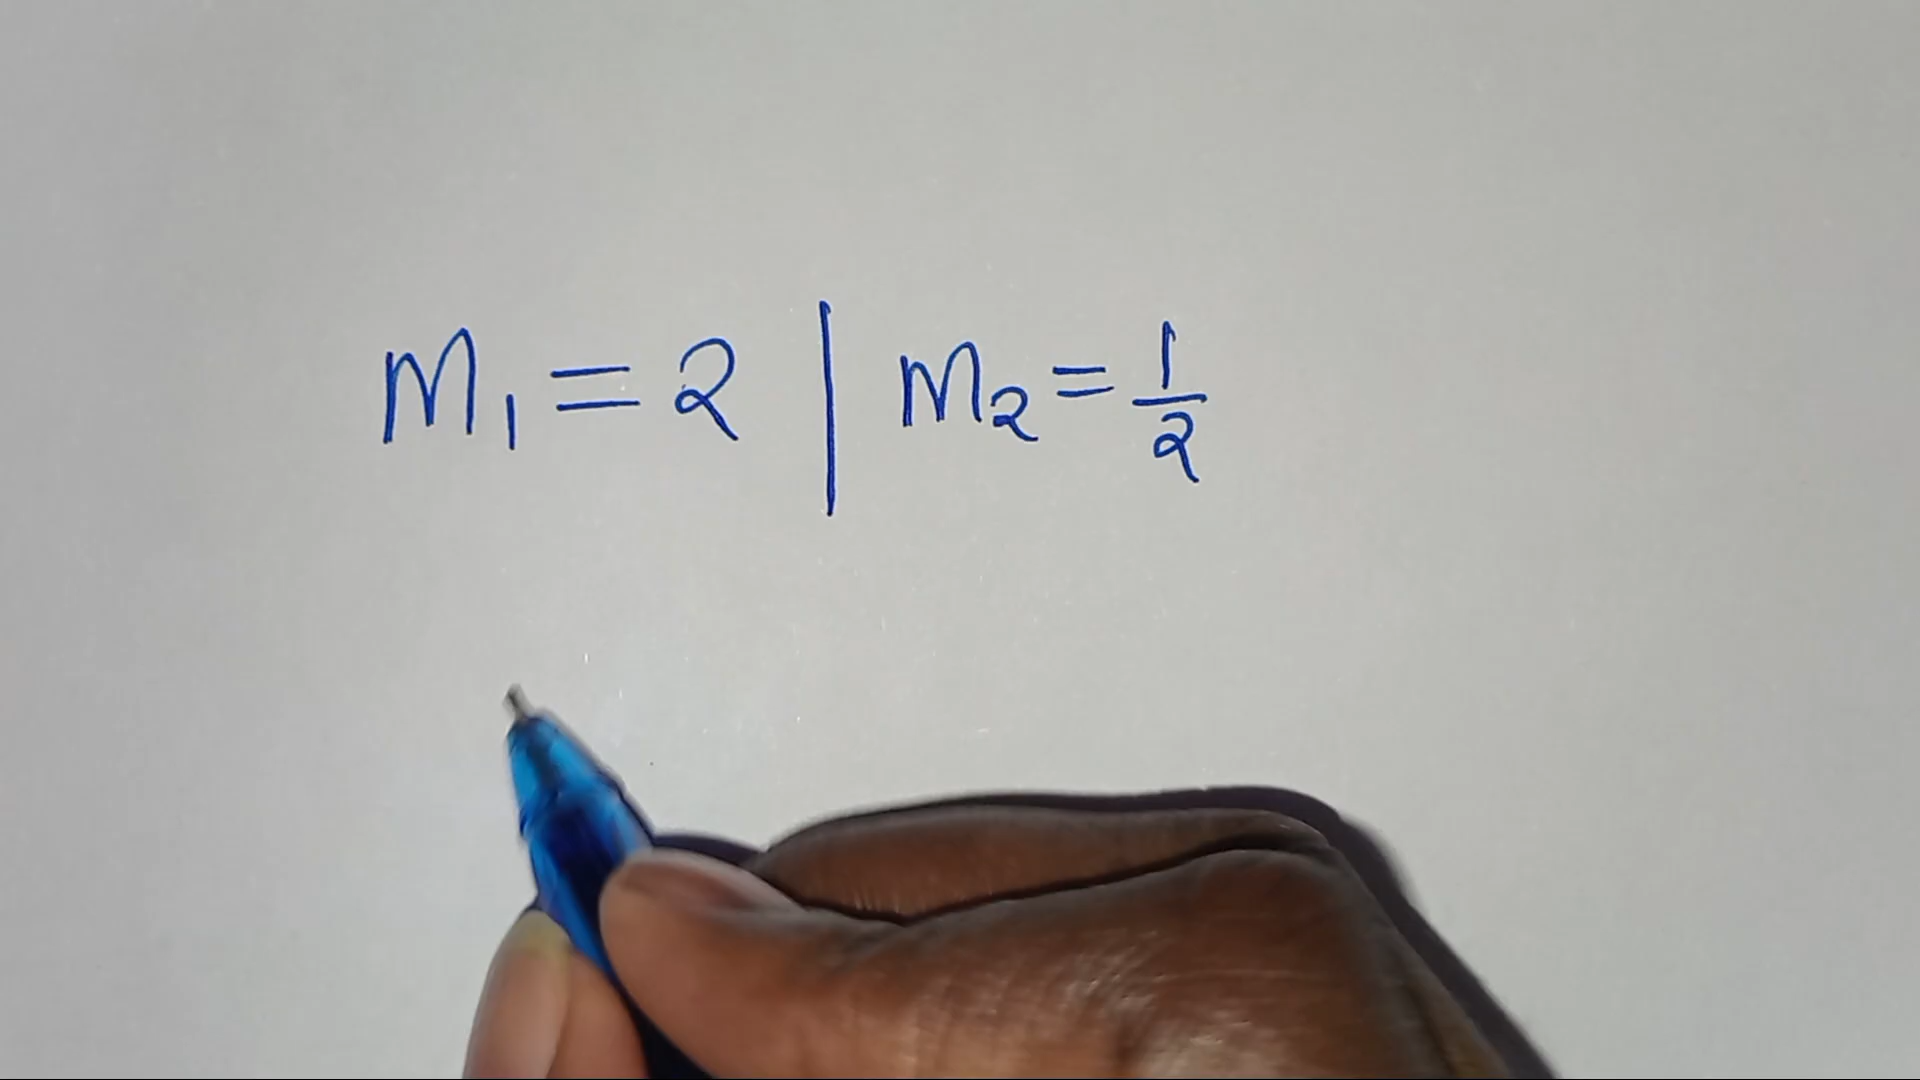 m₁ = 2 | m₂ = 1/2